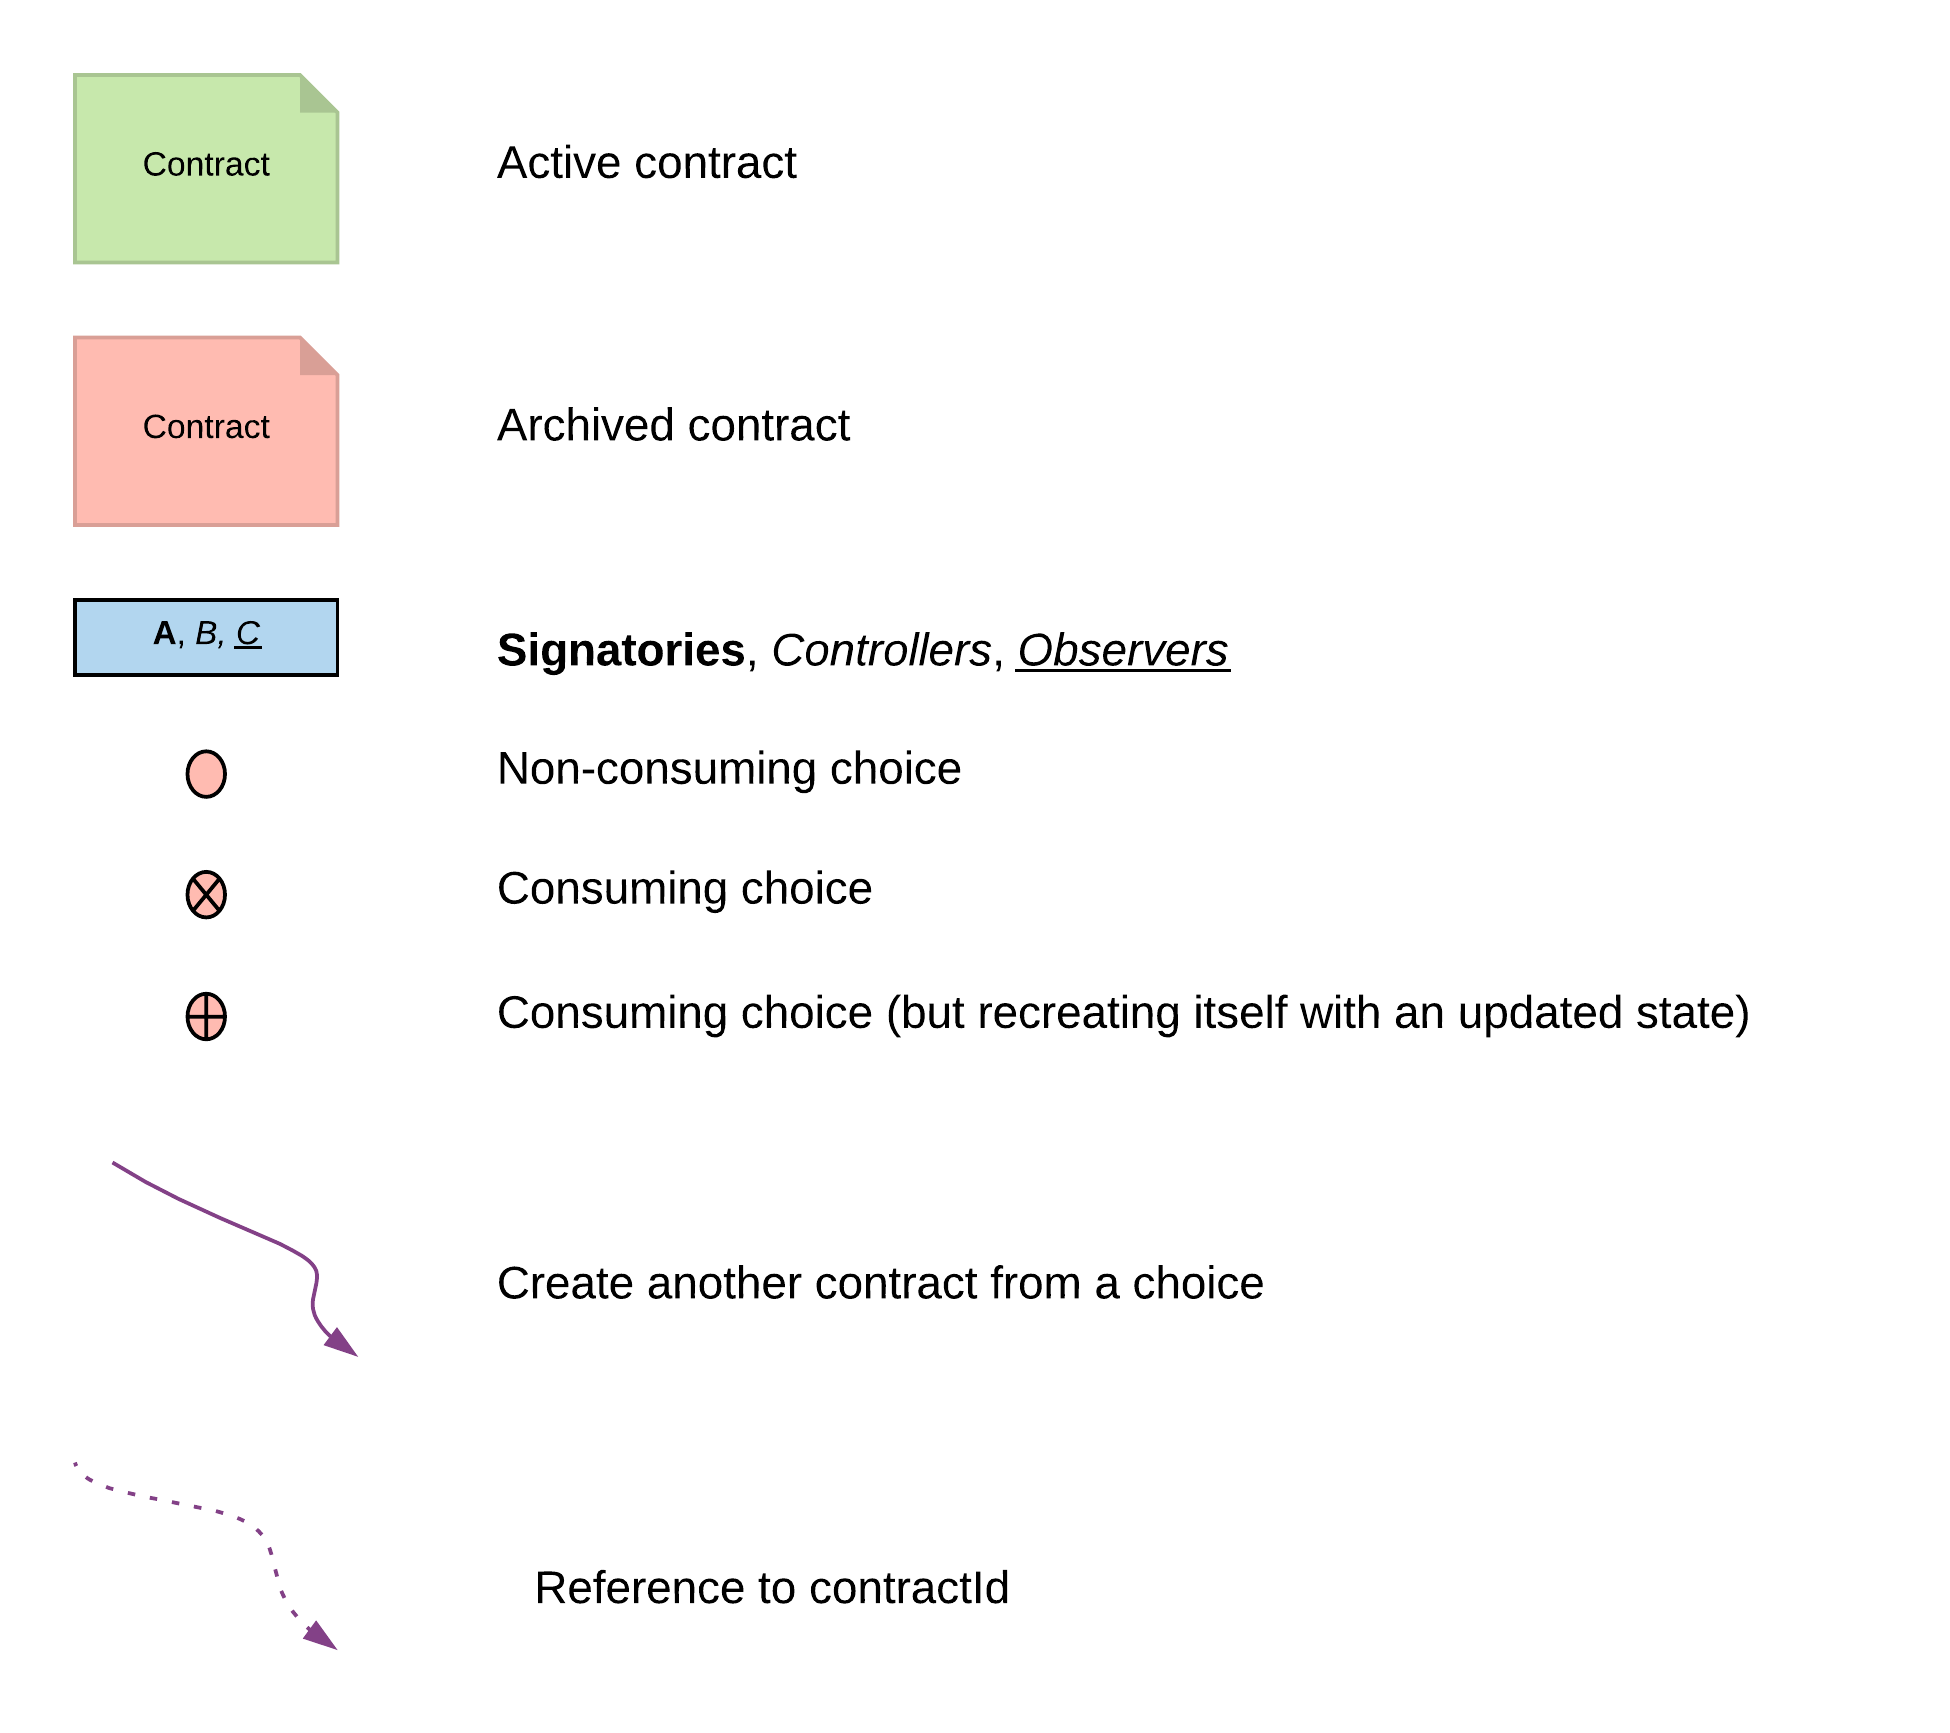 Contract
Active contract
Contract
Archived contract
A, B, C
Signatories, Controllers, Observers
Non-consuming choice
Consuming choice
Consuming choice (but recreating itself with an updated state)
Create another contract from a choice
Reference to contractId